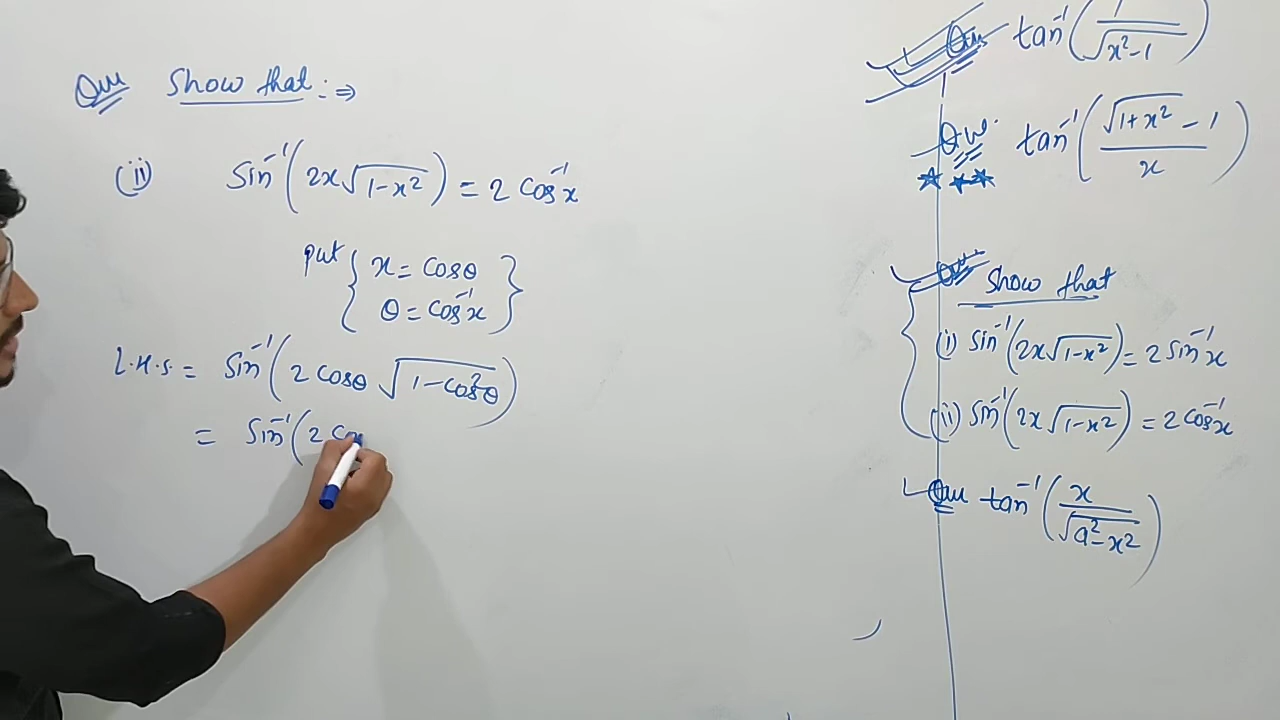 Que Show that :⇒
(ii) Sin⁻¹(2x√(1-x²)) = 2 Cos⁻¹x
put { x = Cosθ
θ = Cos⁻¹x }
L.H.S. = Sin⁻¹(2 Cosθ √(1-Cos²θ))
= Sin⁻¹(2 Cos
Que tan⁻¹(1/√(x²-1))
Que. tan⁻¹((√(1+x²) - 1)/x)
Que Show that
(i) Sin⁻¹(2x√(1-x²)) = 2 Sin⁻¹x
(ii) Sin⁻¹(2x√(1-x²)) = 2 Cos⁻¹x
Que tan⁻¹(x/√(a²-x²))